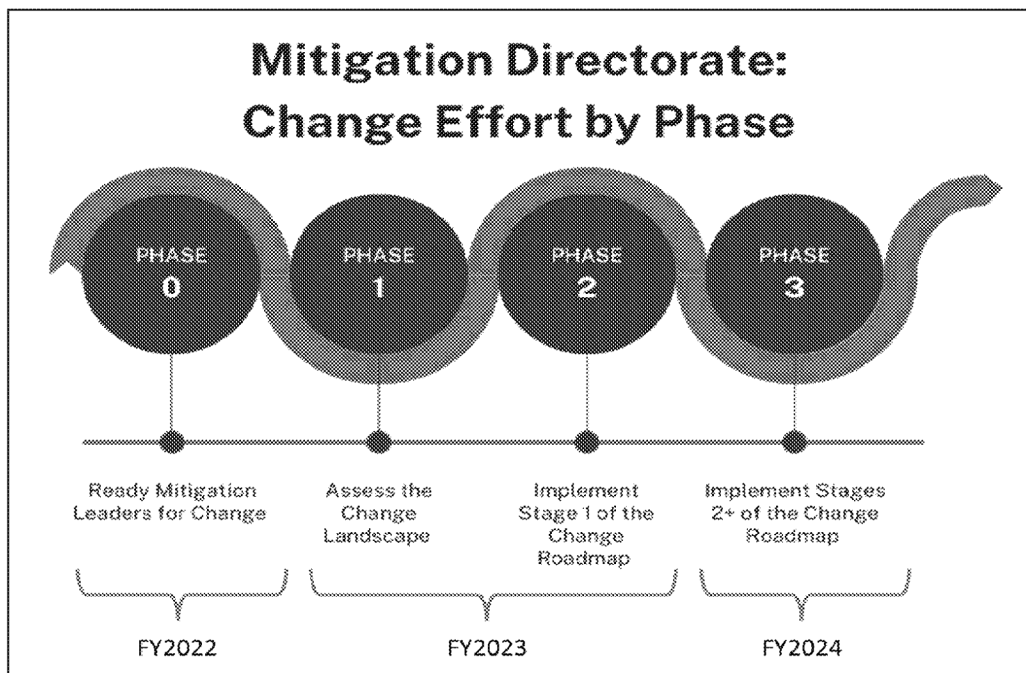 Mitigation Directorate:
Change Effort by Phase
PHASE
0
PHASE
1
PHASE
2
PHASE
3
Ready Mitigation
Leaders for Change
Assess the
Change
Landscape
Implement
Stage 1 of the
Change
Roadmap
Implement Stages
2+ of the Change
Roadmap
FY2022
FY2023
FY2024